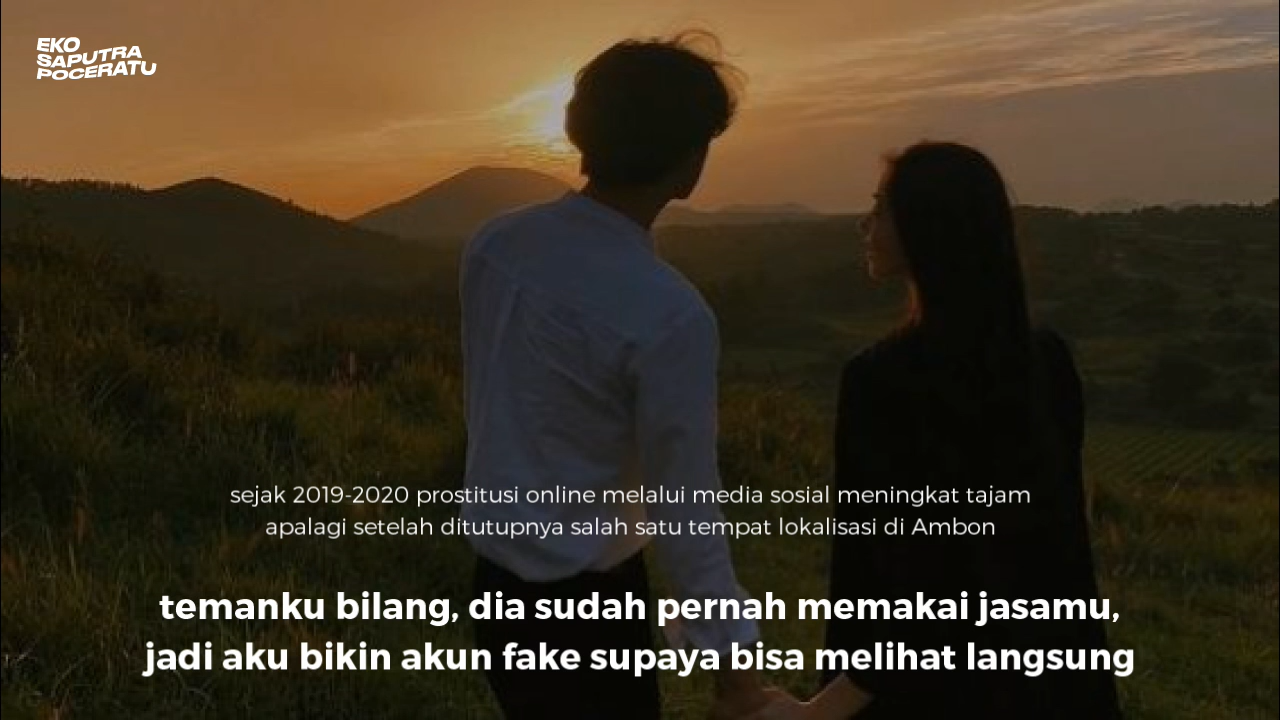 EKO
SAPUTRA
POCERATU
sejak 2019-2020 prostitusi online melalui media sosial meningkat tajam
apalagi setelah ditutupnya salah satu tempat lokalisasi di Ambon
temanku bilang, dia sudah pernah memakai jasamu,
jadi aku bikin akun fake supaya bisa melihat langsung